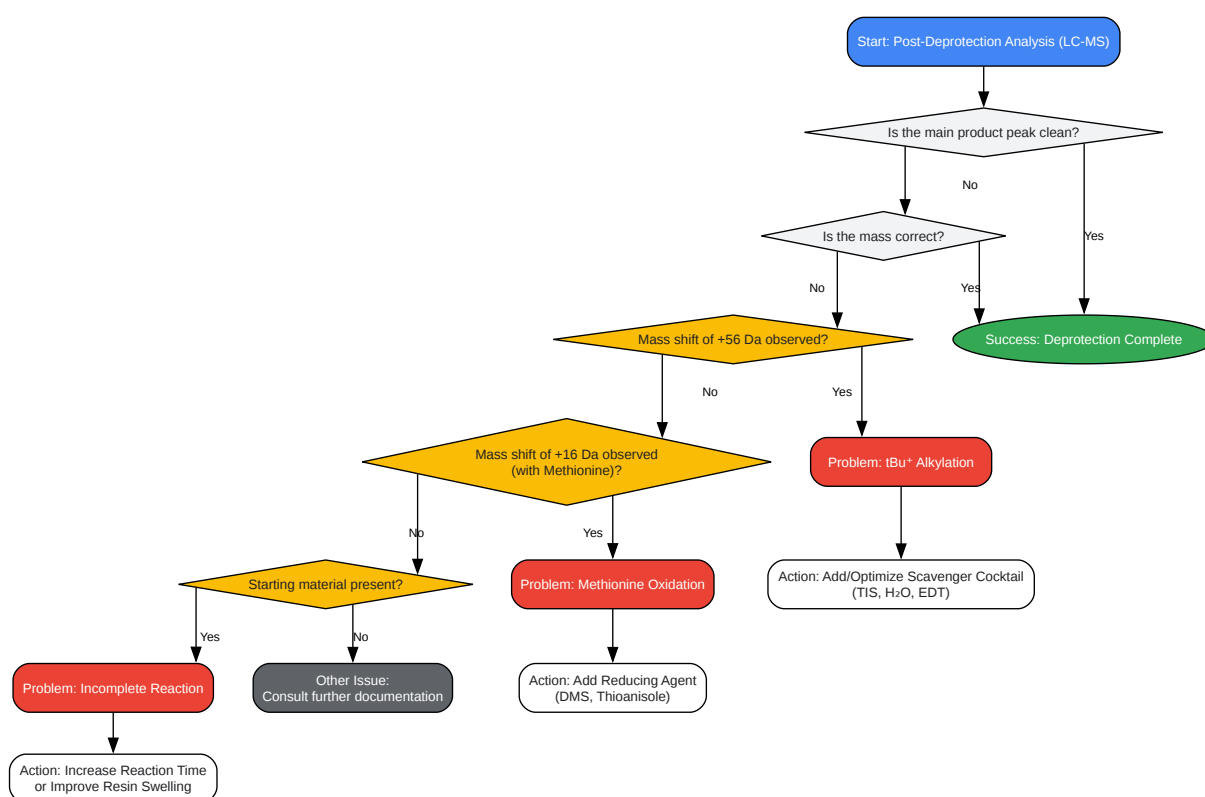 Start: Post-Deprotection Analysis (LC-MS)
Is the main product peak clean?
No
Yes
Is the mass correct?
No
Yes
Mass shift of +56 Da observed?
Success: Deprotection Complete
No
Yes
Mass shift of +16 Da observed
(with Methionine)?
Problem: tBu⁺ Alkylation
No
Yes
Starting material present?
Problem: Methionine Oxidation
Action: Add/Optimize Scavenger Cocktail
(TIS, H₂O, EDT)
Yes
No
Problem: Incomplete Reaction
Other Issue:
Consult further documentation
Action: Add Reducing Agent
(DMS, Thioanisole)
Action: Increase Reaction Time
or Improve Resin Swelling